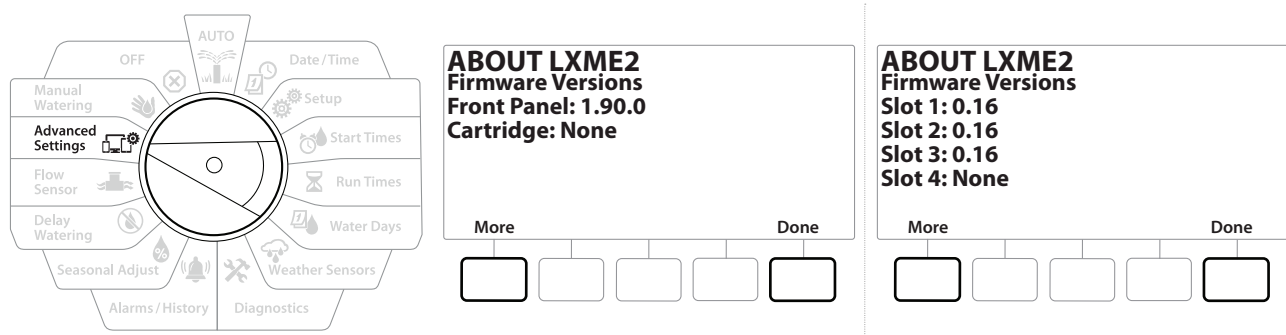 AUTO
OFF
Date/Time
Manual
Watering
Setup
Advanced
Settings
Start Times
Flow
Sensor
Run Times
Delay
Watering
Water Days
Seasonal Adjust
Weather Sensors
Alarms/History
Diagnostics
ABOUT LXME2
Firmware Versions
Front Panel: 1.90.0
Cartridge: None
More
Done
ABOUT LXME2
Firmware Versions
Slot 1: 0.16
Slot 2: 0.16
Slot 3: 0.16
Slot 4: None
More
Done